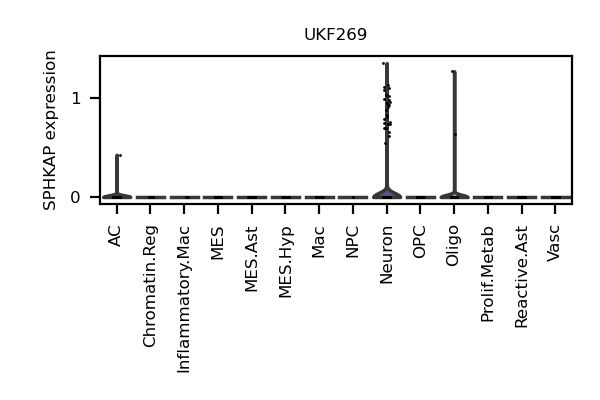 UKF269
SPHKAP expression
1
0
AC
Chromatin.Reg
Inflammatory.Mac
MES
MES.Ast
MES.Hyp
Mac
NPC
Neuron
OPC
Oligo
Prolif.Metab
Reactive.Ast
Vasc